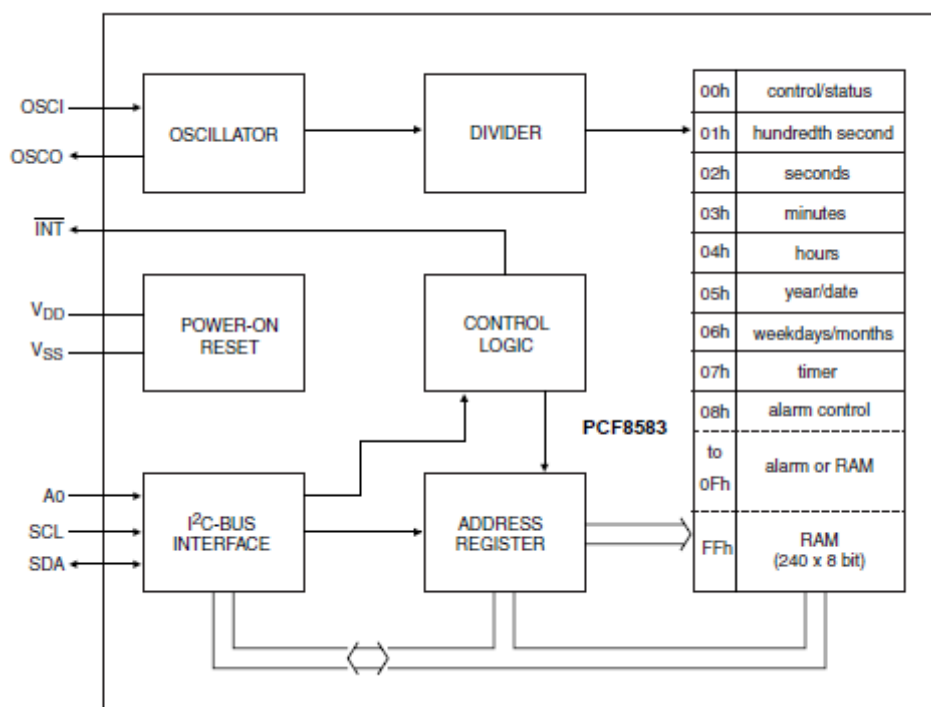 OSCI
OSCO
OSCILLATOR
DIVIDER
I̅N̅T̅
VDD
VSS
POWER-ON
RESET
CONTROL
LOGIC
PCF8583
A0
SCL
SDA
I²C-BUS
INTERFACE
ADDRESS
REGISTER
00h control/status
01h hundredth second
02h seconds
03h minutes
04h hours
05h year/date
06h weekdays/months
07h timer
08h alarm control
to
0Fh
alarm or RAM
FFh
RAM
(240 x 8 bit)